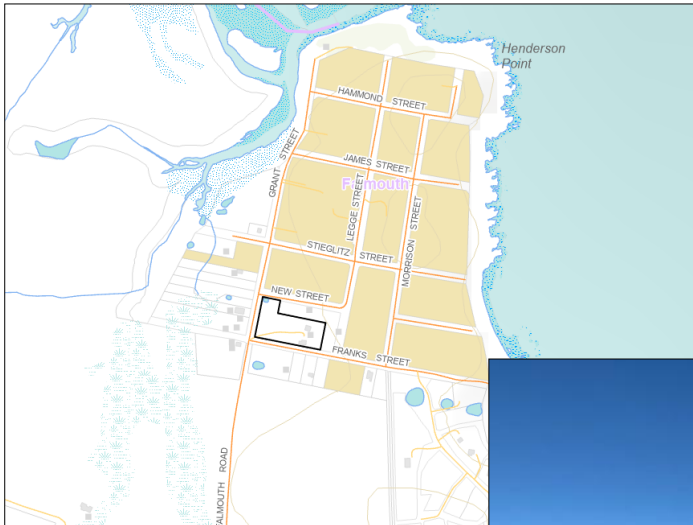 Henderson
Point
HAMMOND STREET
JAMES STREET
GRANT STREET
Falmouth
LEGGE STREET
MORRISON STREET
STIEGLITZ STREET
NEW STREET
FRANKS STREET
FALMOUTH ROAD